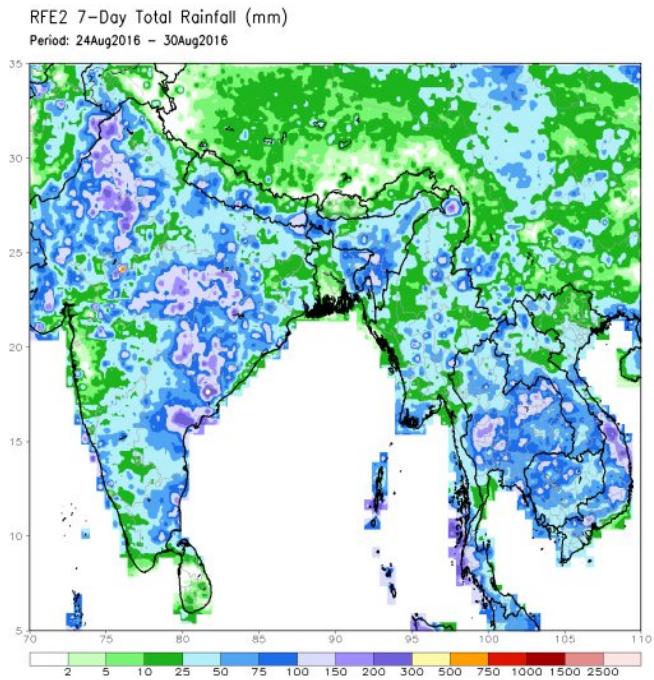 RFE2 7-Day Total Rainfall (mm)
Period: 24Aug2016 – 30Aug2016
35
30
25
20
15
10
5
70 75 80 85 90 95 100 105 110
2 5 10 25 50 75 100 150 200 300 500 750 1000 1500 2500